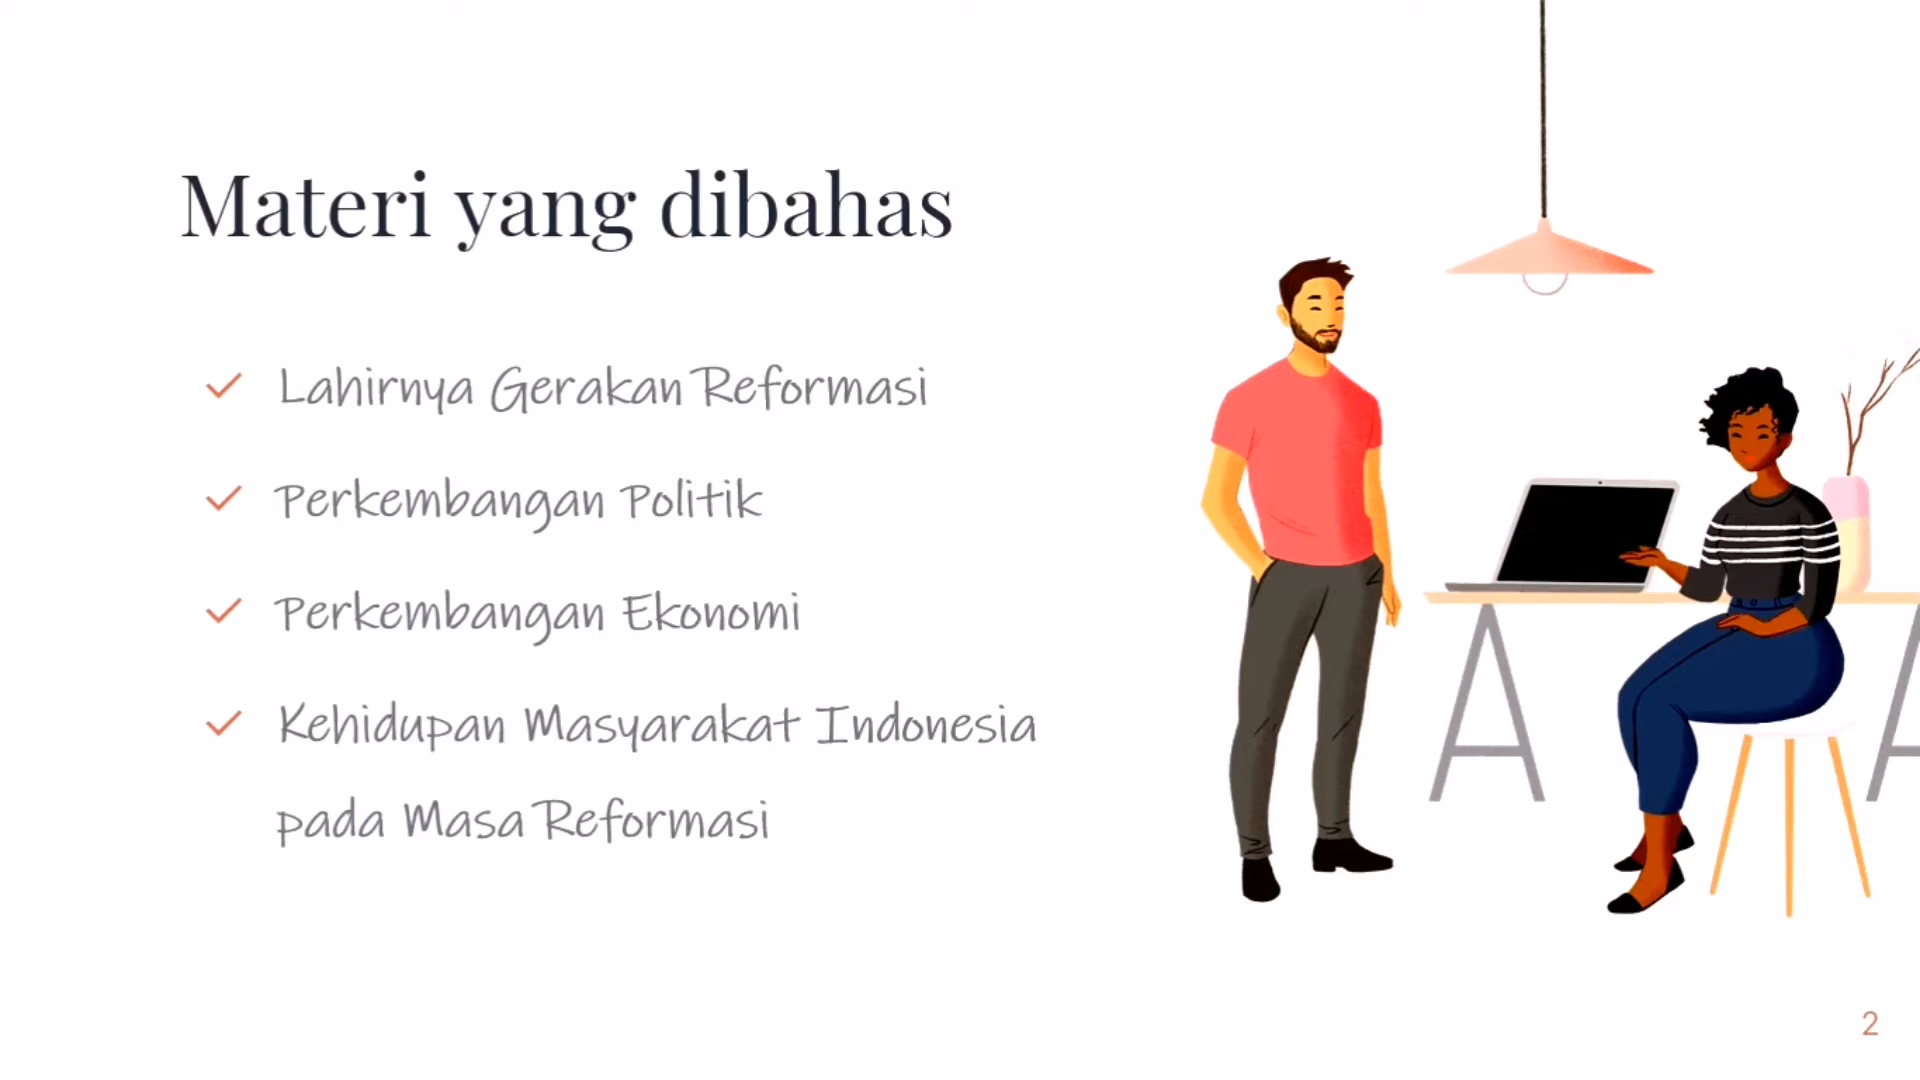 Materi yang dibahas
Lahirnya Gerakan Reformasi
Perkembangan Politik
Perkembangan Ekonomi
Kehidupan Masyarakat Indonesia
pada Masa Reformasi
2